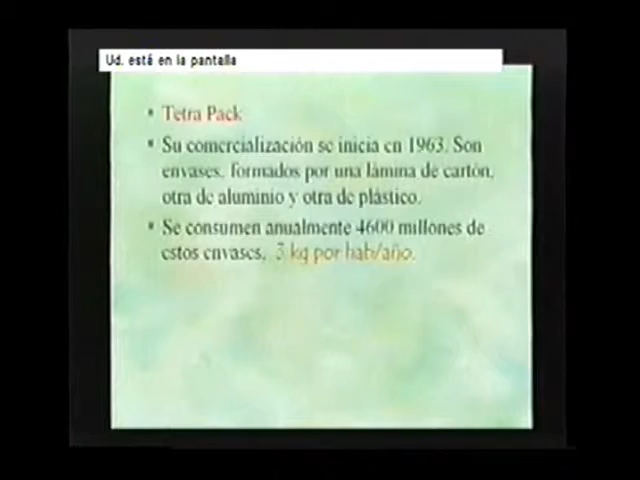 Ud. está en la pantalla
• Tetra Pack
• Su comercialización se inicia en 1963. Son
envases, formados por una lámina de cartón,
otra de aluminio y otra de plástico.
• Se consumen anualmente 4600 millones de
estos envases. 3 kg por hab/año.